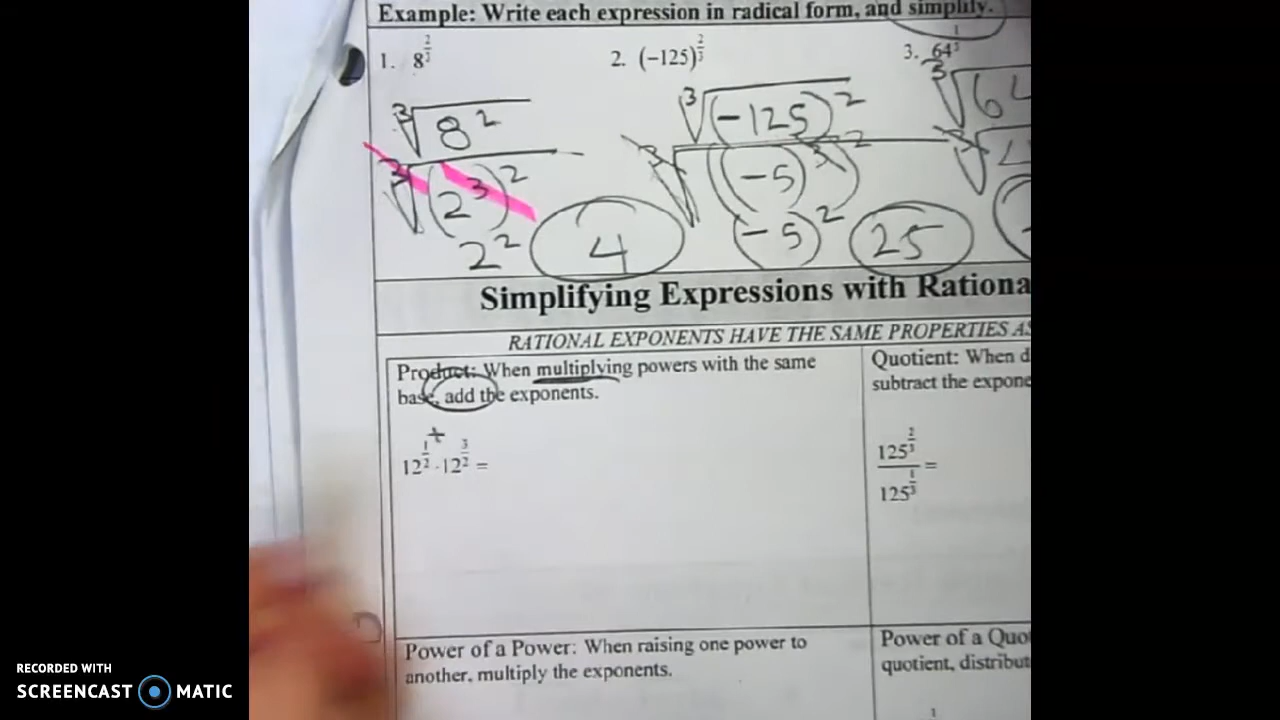 Example: Write each expression in radical form, and simplify.
1. 8^(2/3)
2. (−125)^(2/3)
3. 64^(1/3)
∛8²
∛(2³)²
2²
4
∛(−125)²
∛((−5)³)²
(−5)²
25
∛64
Simplifying Expressions with Rationa
RATIONAL EXPONENTS HAVE THE SAME PROPERTIES AS
Product: When multiplying powers with the same
base, add the exponents.
+
12^(1/2) · 12^(3/2) =
Quotient: When d
subtract the expone
125^(2/3) / 125^(1/3) =
Power of a Power: When raising one power to
another, multiply the exponents.
Power of a Quo
quotient, distribut
1
RECORDED WITH
SCREENCAST MATIC